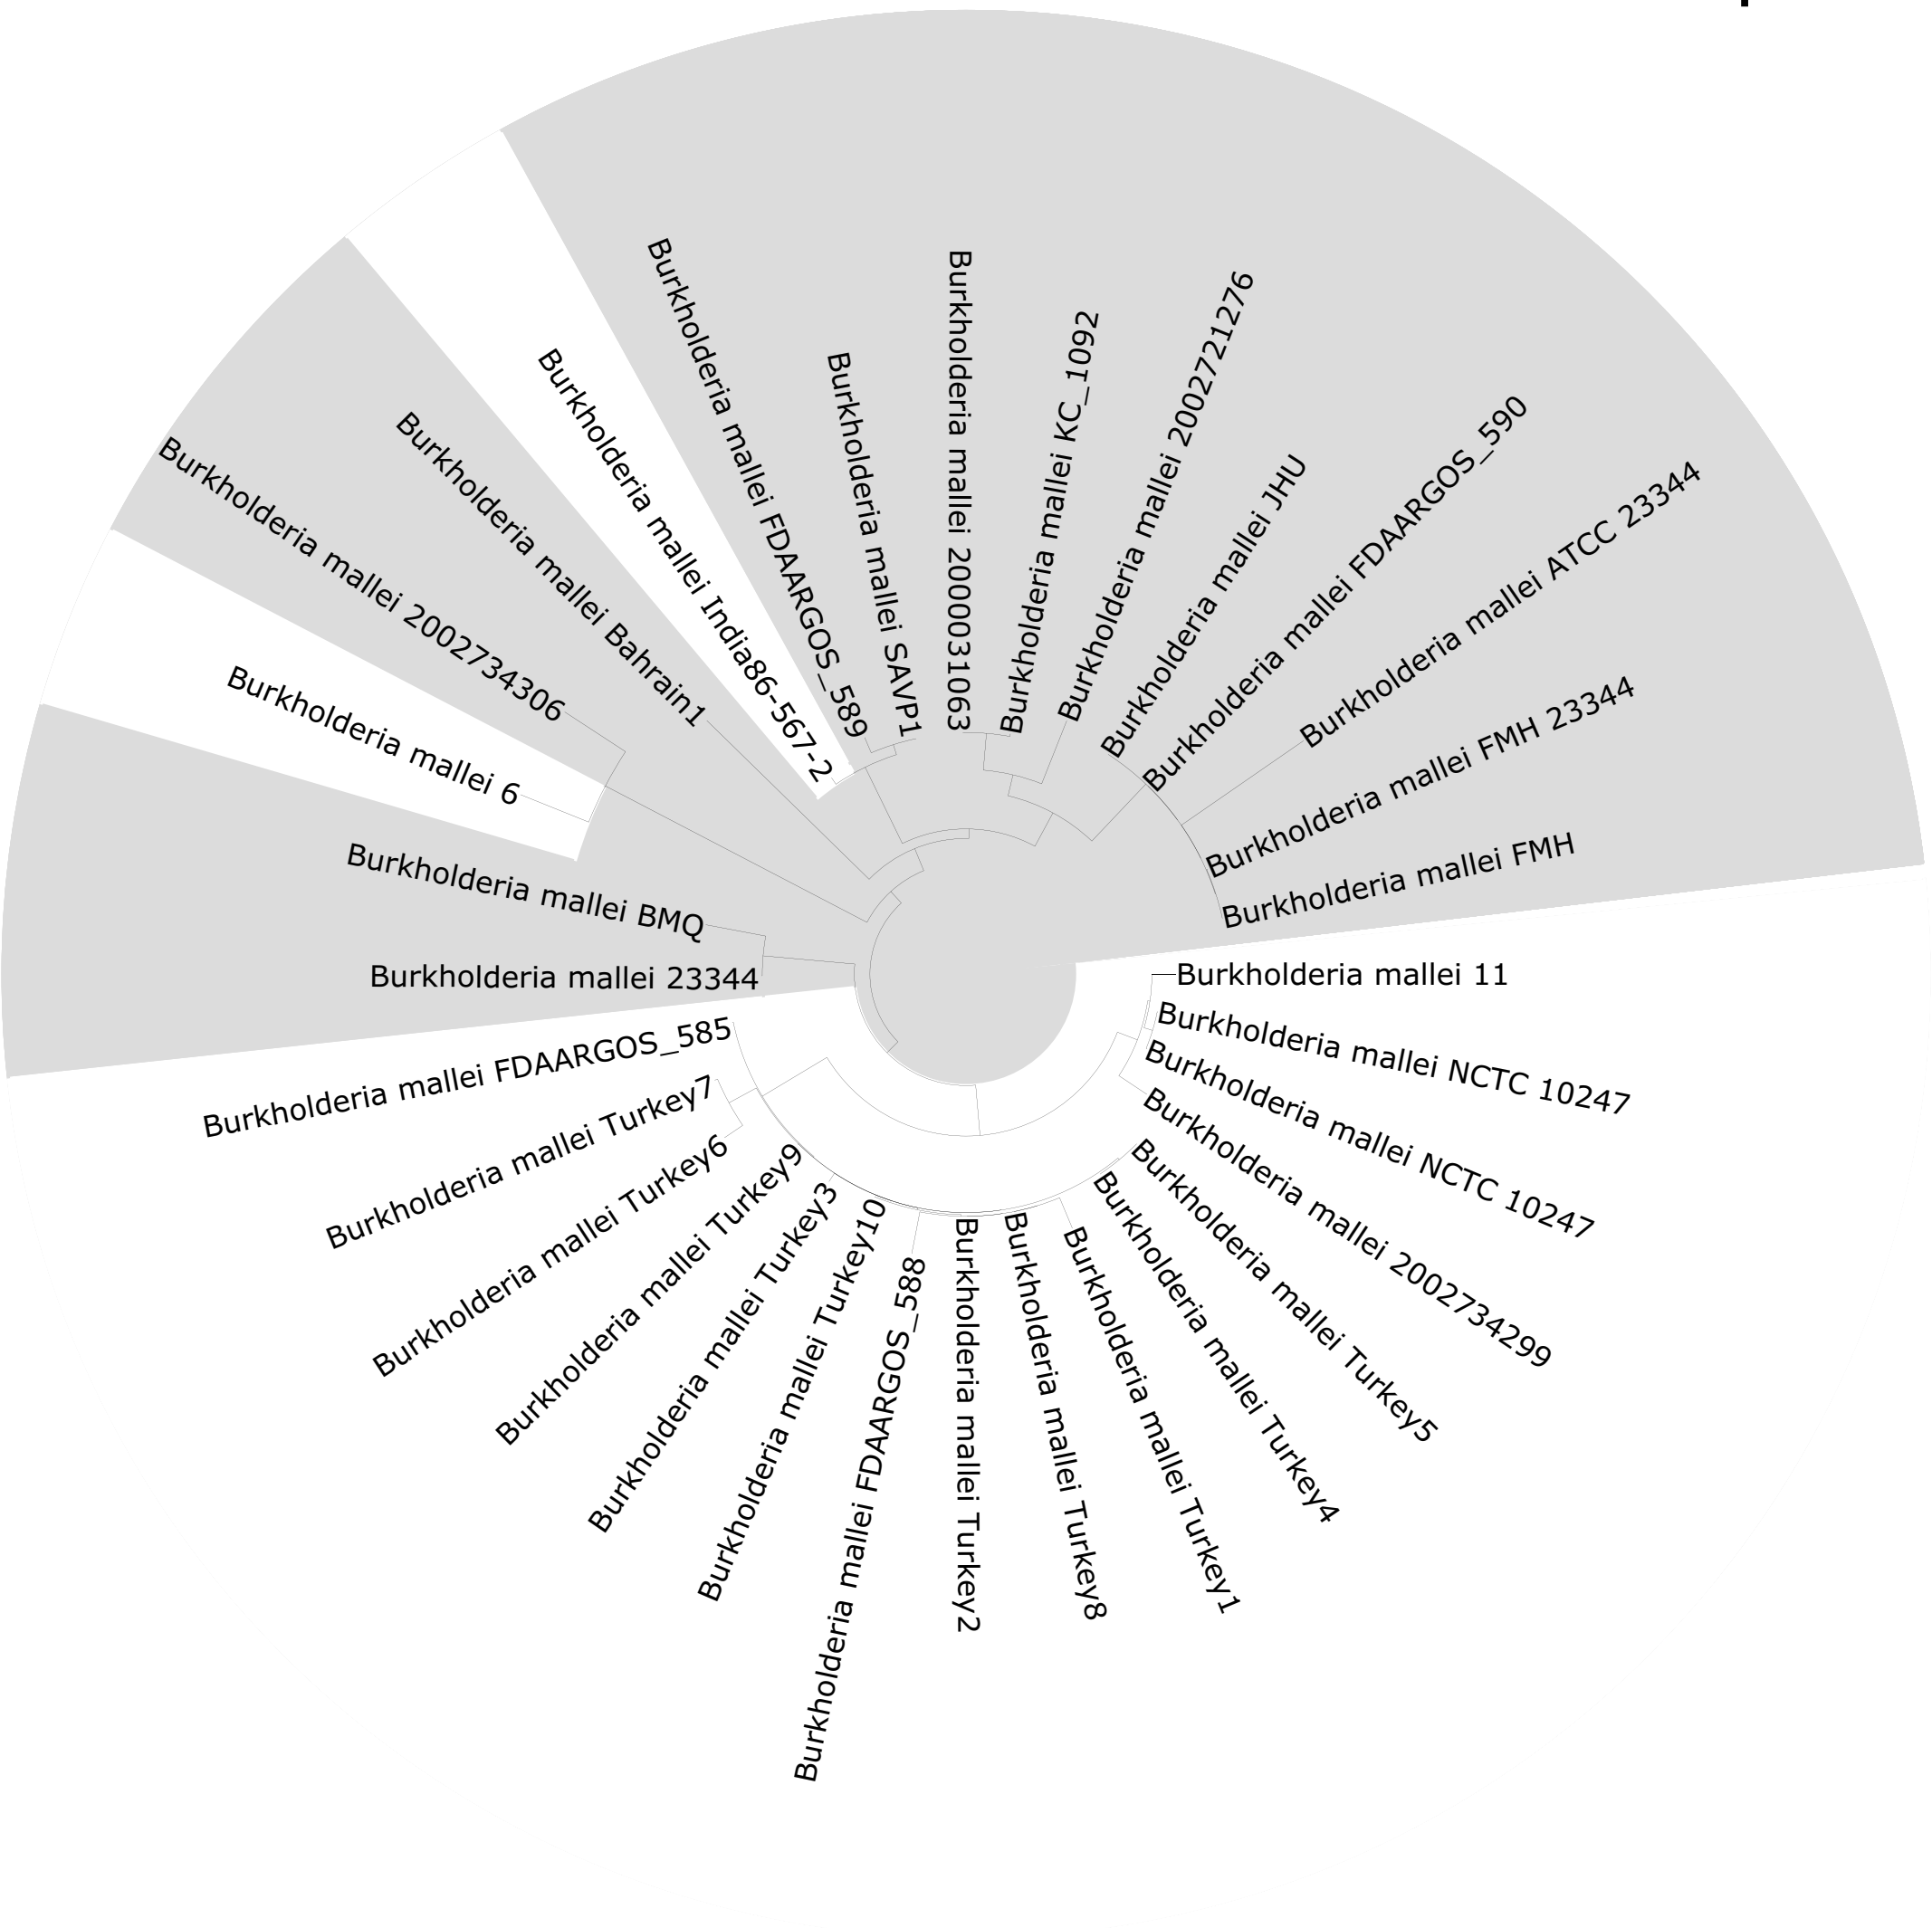 Burkholderia mallei FDAARGOS_589
Burkholderia mallei SAVP1
Burkholderia mallei 2000031063
Burkholderia mallei KC_1092
Burkholderia mallei 2002721276
Burkholderia mallei JHU
Burkholderia mallei FDAARGOS_590
Burkholderia mallei ATCC 23344
Burkholderia mallei FMH 23344
Burkholderia mallei FMH
Burkholderia mallei 11
Burkholderia mallei NCTC 10247
Burkholderia mallei NCTC 10247
Burkholderia mallei 2002734299
Burkholderia mallei Turkey5
Burkholderia mallei Turkey4
Burkholderia mallei Turkey1
Burkholderia mallei Turkey8
Burkholderia mallei Turkey2
Burkholderia mallei FDAARGOS_588
Burkholderia mallei Turkey10
Burkholderia mallei Turkey3
Burkholderia mallei Turkey9
Burkholderia mallei Turkey6
Burkholderia mallei Turkey7
Burkholderia mallei FDAARGOS_585
Burkholderia mallei 23344
Burkholderia mallei BMQ
Burkholderia mallei 6
Burkholderia mallei 2002734306
Burkholderia mallei Bahrain1
Burkholderia mallei India86-567-2